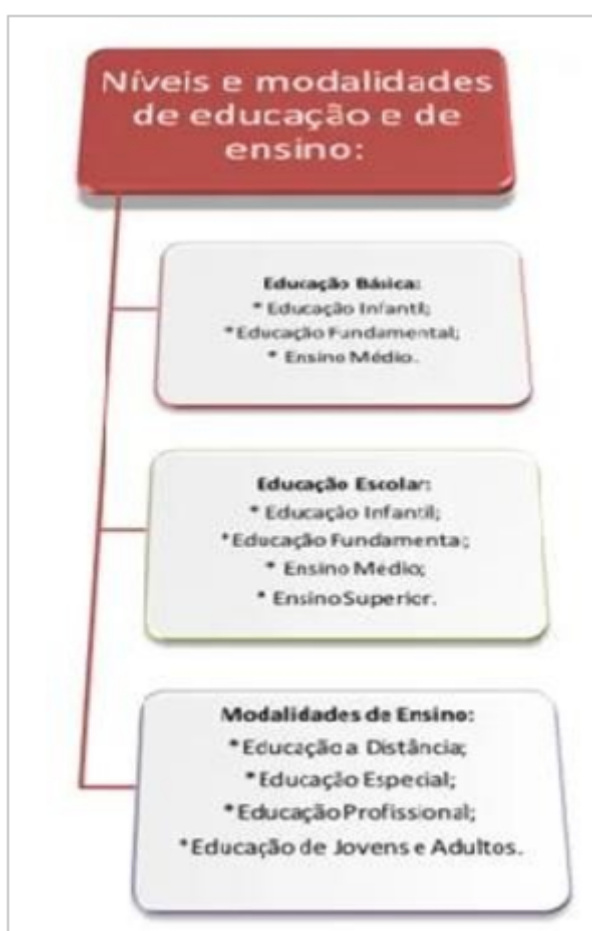 Níveis e modalidades
de educação e de
ensino:
Educação Básica:
* Educação Infantil;
*Educação Fundamental;
* Ensino Médio.
Educação Escolar:
* Educação Infantil;
*Educação Fundamental;
* Ensino Médio;
* Ensino Superior.
Modalidades de Ensino:
*Educação a Distância;
*Educação Especial;
*Educação Profissional;
*Educação de Jovens e Adultos.